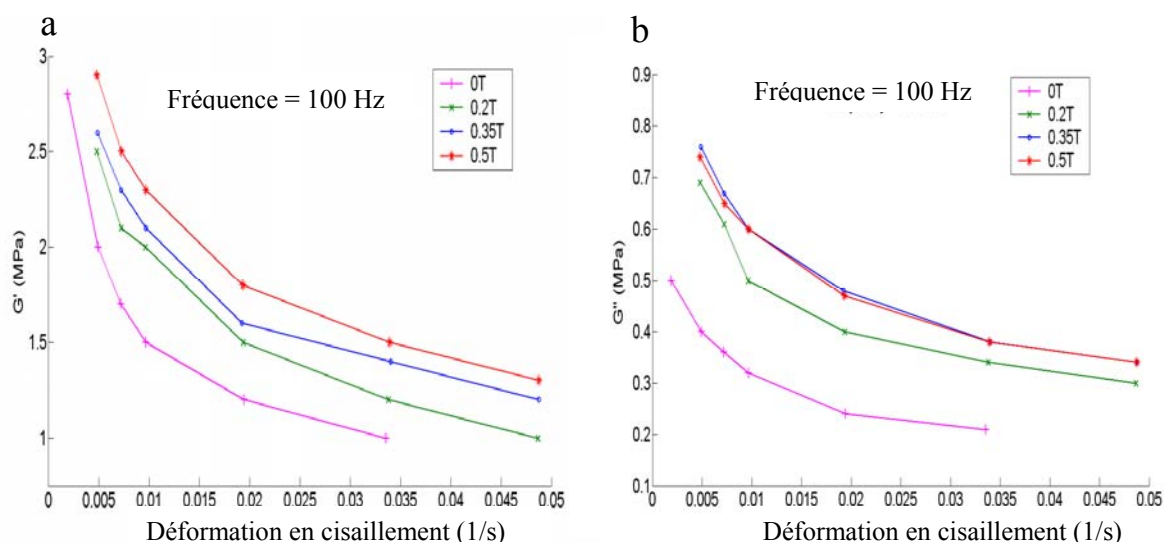 a
3
2.5
2
1.5
1
G' (MPa)
Fréquence = 100 Hz
0T
0.2T
0.35T
0.5T
0 0.005 0.01 0.015 0.02 0.025 0.03 0.035 0.04 0.045 0.05
Déformation en cisaillement (1/s)
b
0.9
0.8
0.7
0.6
0.5
0.4
0.3
0.2
0.1
G" (MPa)
Fréquence = 100 Hz
0T
0.2T
0.35T
0.5T
0 0.005 0.01 0.015 0.02 0.025 0.03 0.035 0.04 0.045 0.05
Déformation en cisaillement (1/s)